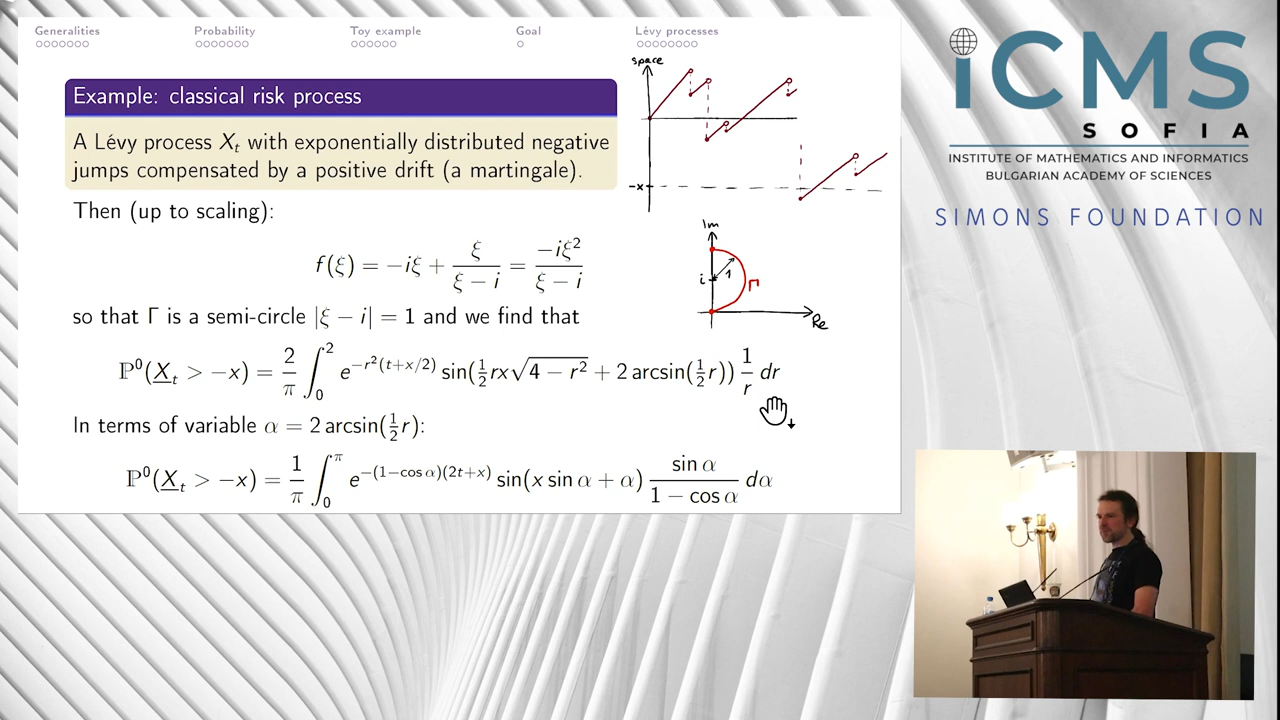 Generalities Probability Toy example Goal Lévy processes
Example: classical risk process
A Lévy process X_t with exponentially distributed negative
jumps compensated by a positive drift (a martingale).
Then (up to scaling):
f(ξ) = −iξ + ξ/(ξ − i) = −iξ²/(ξ − i)
so that Γ is a semi-circle |ξ − i| = 1 and we find that
ℙ⁰(X̲_t > −x) = 2/π ∫₀² e^{−r²(t+x/2)} sin(½rx√(4 − r²) + 2 arcsin(½r)) 1/r dr
In terms of variable α = 2 arcsin(½r):
ℙ⁰(X̲_t > −x) = 1/π ∫₀^π e^{−(1−cos α)(2t+x)} sin(x sin α + α) sin α/(1 − cos α) dα
space
−x
Im
i
1
Γ
Re
iCMS
SOFIA
INSTITUTE OF MATHEMATICS AND INFORMATICS
BULGARIAN ACADEMY OF SCIENCES
SIMONS FOUNDATION